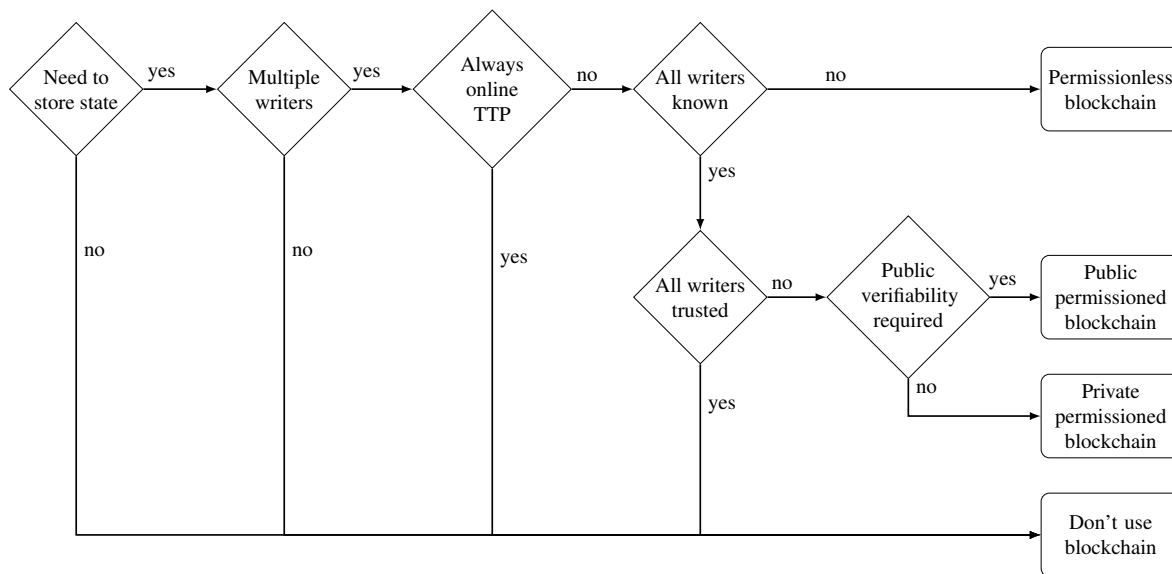 Need to
store state
yes
Multiple
writers
yes
Always
online
TTP
no
All writers
known
no
Permissionless
blockchain
yes
no
no
yes
All writers
trusted
no
Public
verifiability
required
yes
Public
permissioned
blockchain
yes
no
Private
permissioned
blockchain
Don't use
blockchain